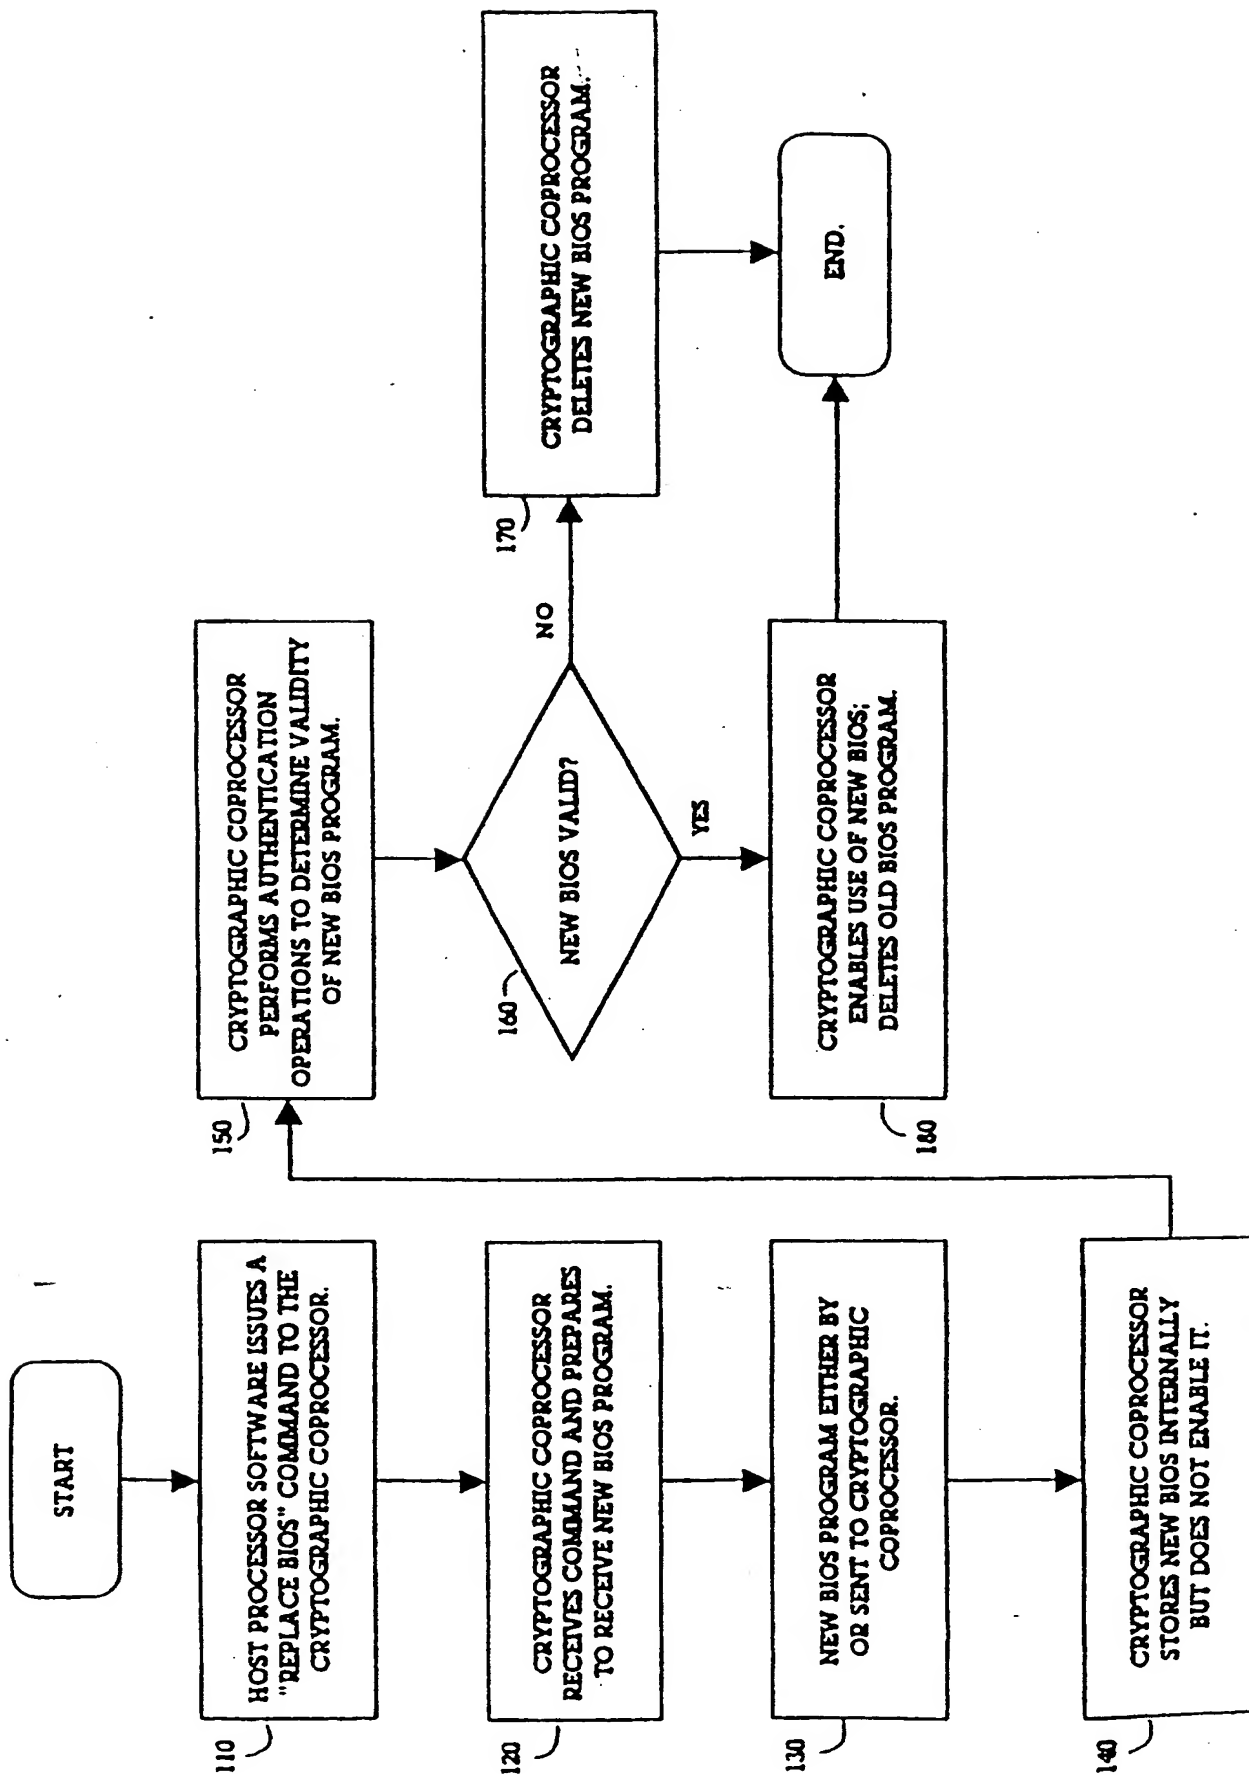 START
110
HOST PROCESSOR SOFTWARE ISSUES A
"REPLACE BIOS" COMMAND TO THE
CRYPTOGRAPHIC COPROCESSOR.
120
CRYPTOGRAPHIC COPROCESSOR
RECEIVES COMMAND AND PREPARES
TO RECEIVE NEW BIOS PROGRAM.
130
NEW BIOS PROGRAM EITHER BY
OR SENT TO CRYPTOGRAPHIC
COPROCESSOR.
140
CRYPTOGRAPHIC COPROCESSOR
STORES NEW BIOS INTERNALLY
BUT DOES NOT ENABLE IT.
150
CRYPTOGRAPHIC COPROCESSOR
PERFORMS AUTHENTICATION
OPERATIONS TO DETERMINE VALIDITY
OF NEW BIOS PROGRAM.
160
NEW BIOS VALID?
NO
YES
170
CRYPTOGRAPHIC COPROCESSOR
DELETES NEW BIOS PROGRAM.
180
CRYPTOGRAPHIC COPROCESSOR
ENABLES USE OF NEW BIOS;
DELETES OLD BIOS PROGRAM.
END.